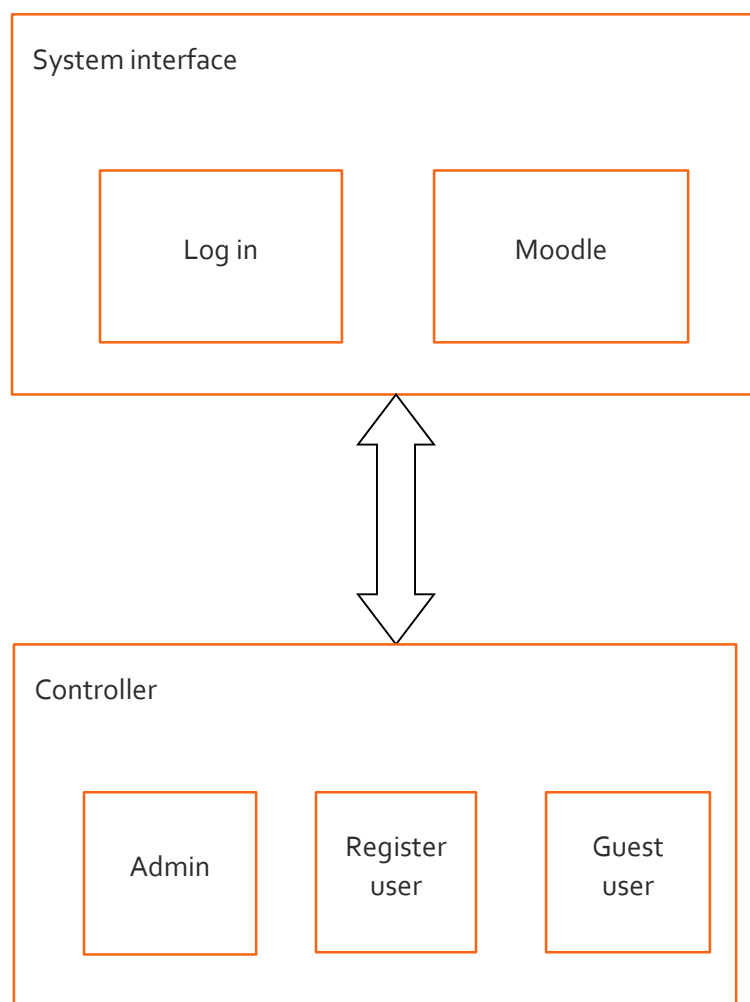 System interface
Log in
Moodle
Controller
Admin
Register
user
Guest
user